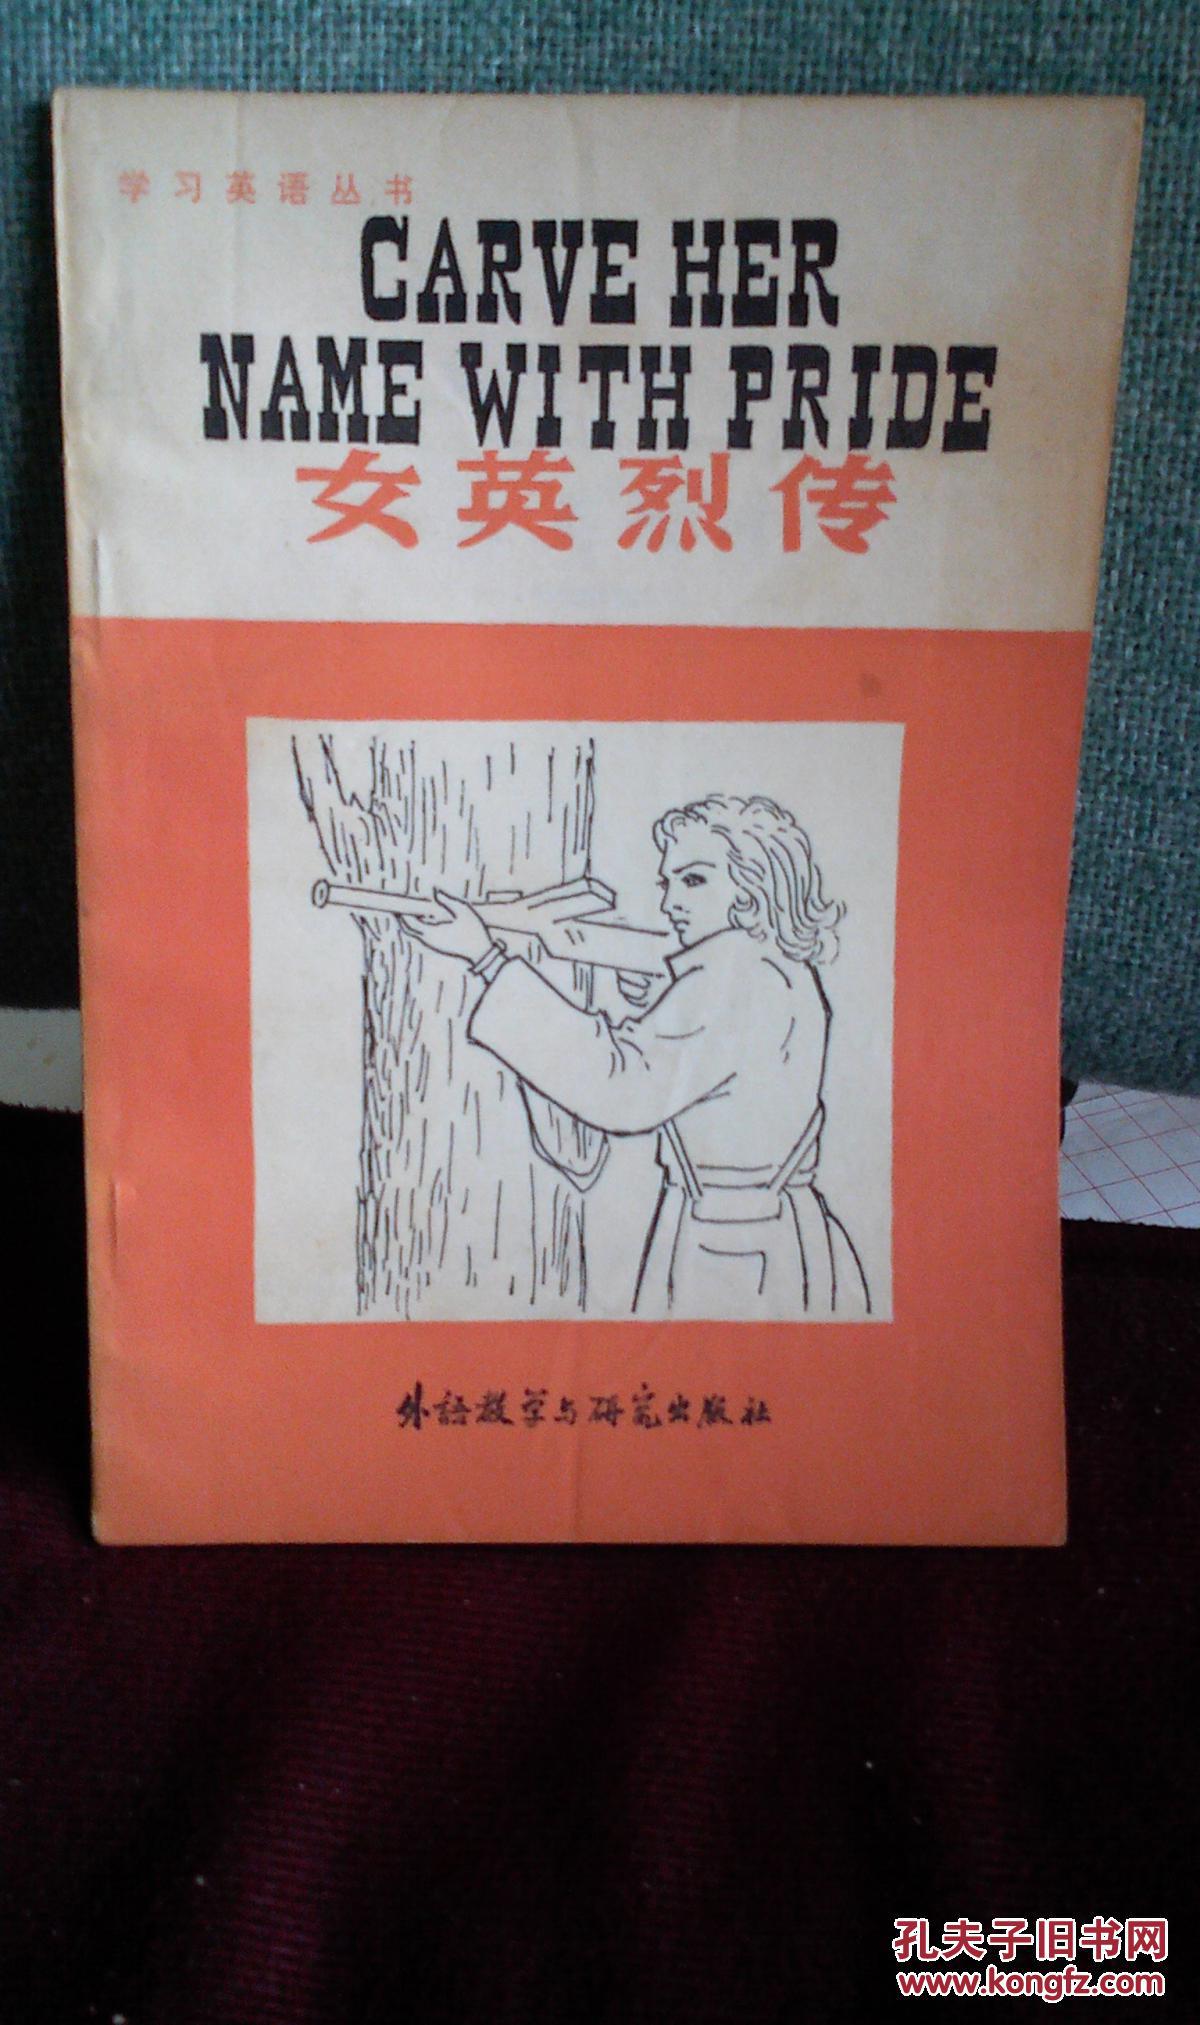 学习英语丛书
CARVE HER
NAME WITH PRIDE
女英烈传
外語教学与研究出版社
孔夫子旧书网
www.kongfz.com